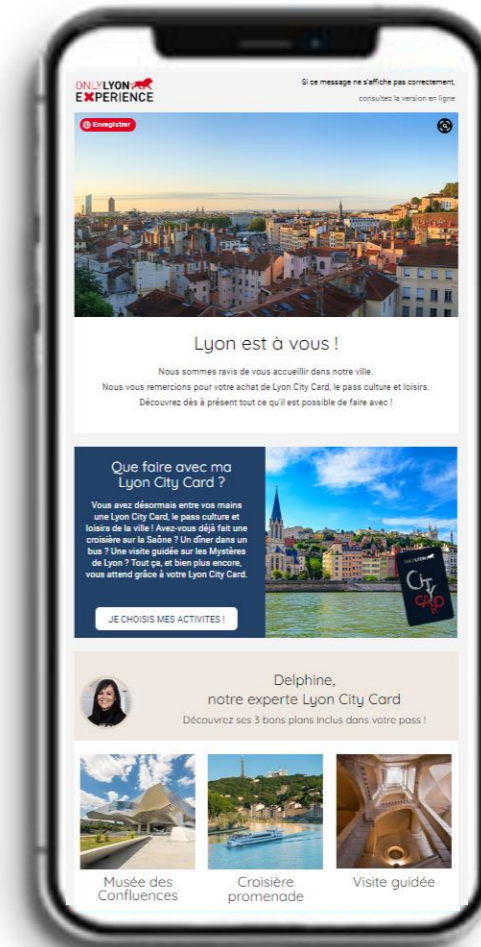 ONLYLYON
EXPERIENCE
Si ce message ne s'affiche pas correctement,
consultez la version en ligne
Enregistrer
Lyon est à vous !
Nous sommes ravis de vous accueillir dans notre ville.
Nous vous remercions pour votre achat de Lyon City Card, le pass culture et loisirs.
Découvrez dès à présent tout ce qu'il est possible de faire avec !
Que faire avec ma
Lyon City Card ?
Vous avez désormais entre vos mains
une Lyon City Card, le pass culture et
loisirs de la ville ! Avez-vous déjà fait une
croisière sur la Saône ? Un dîner dans un
bus ? Une visite guidée sur les Mystères
de Lyon ? Tout ça, et bien plus encore,
vous attend grâce à votre Lyon City Card.
JE CHOISIS MES ACTIVITES !
ONLYLYON
CITY
CARD
Delphine,
notre experte Lyon City Card
Découvrez ses 3 bons plans inclus dans votre pass !
Musée des
Confluences
Croisière
promenade
Visite guidée